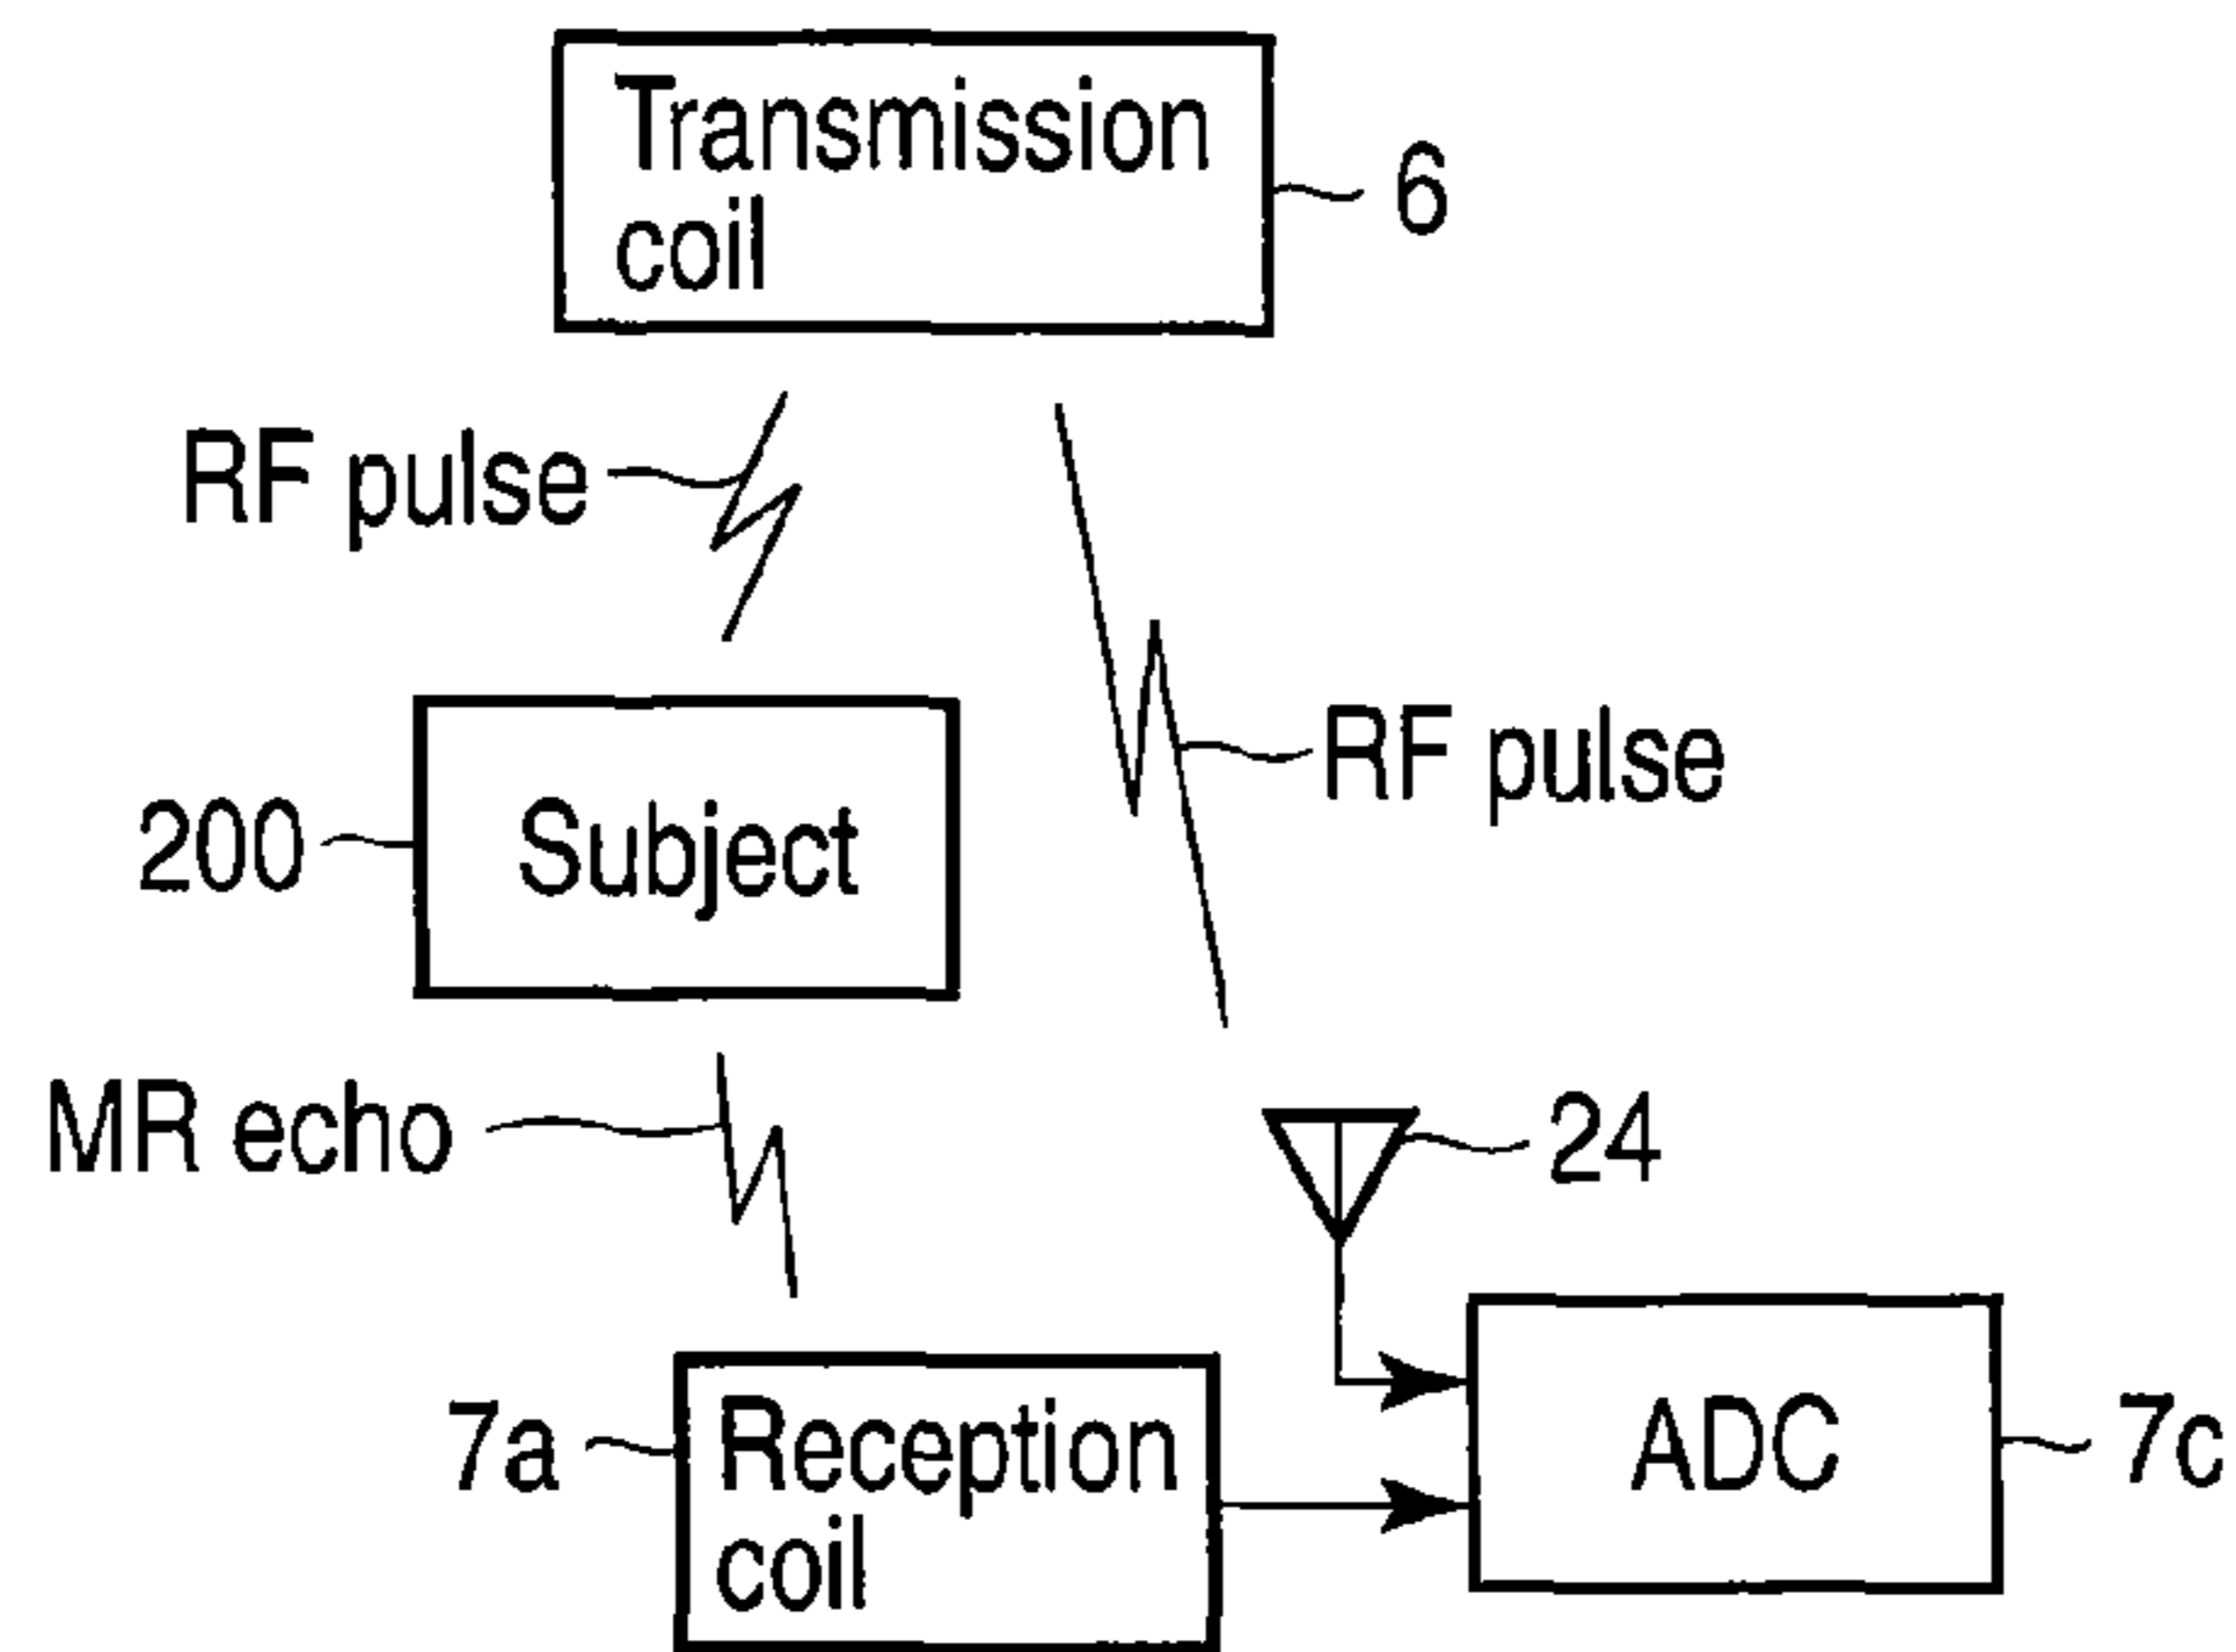 Transmission
coil
6
RF pulse
RF pulse
200
Subject
MR echo
24
7a
Reception
coil
ADC
7c